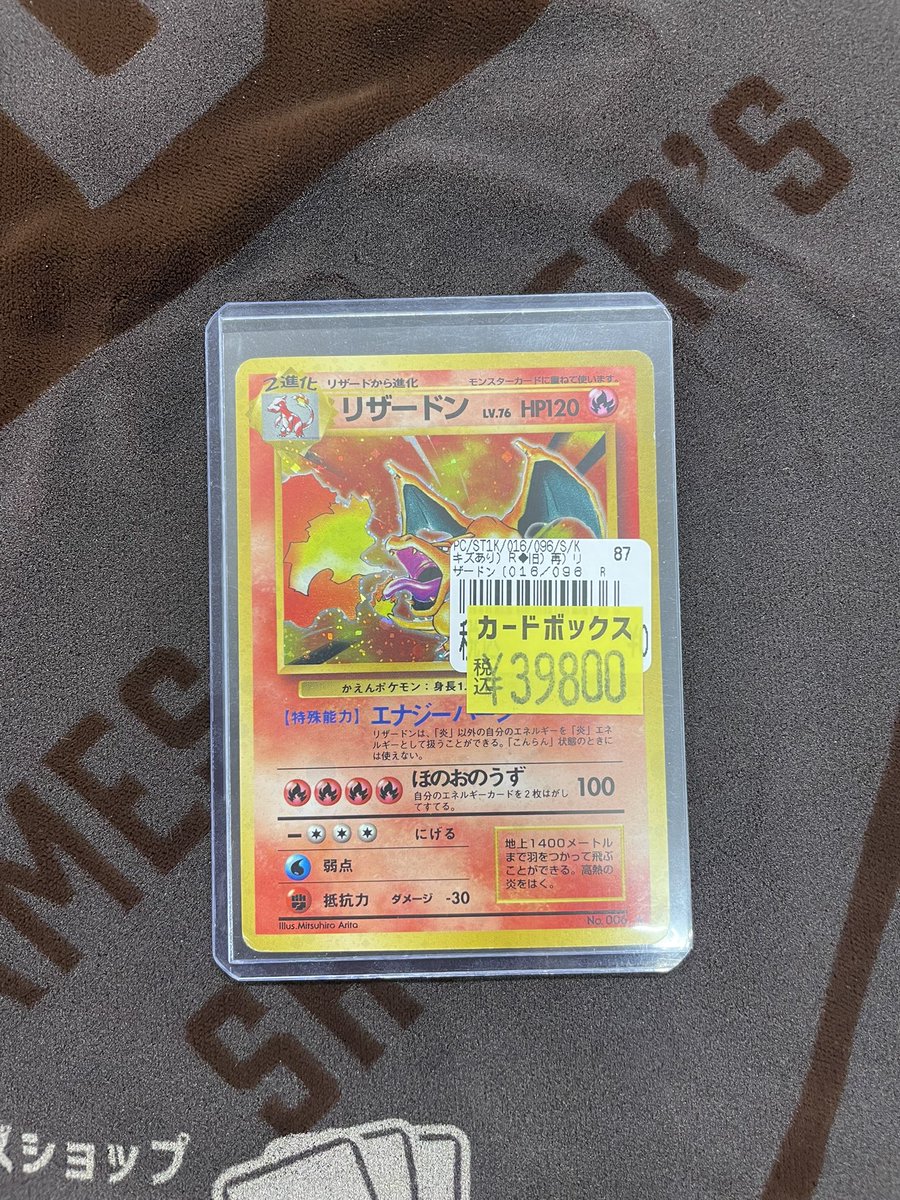 ER'S
2進化 リザードから進化 モンスターカードに重ねて使います。
リザードン LV.76 HP120
PC/ST1K/016/096/S/K 87
キズあり) R◆旧) 再) リ
ザードン [016/096 R
カードボックス
税込 ¥39800
かえんポケモン:身長1.
【特殊能力】エナジーバーン
リザードンは、「炎」以外の自分のエネルギーを「炎」エネ
ルギーとして扱うことができる。「こんらん」状態のときに
は使えない。
ほのおのうず 100
自分のエネルギーカードを2枚はがし
てすてる。
にげる
弱点
抵抗力 ダメージ -30
地上1400メートル
まで羽をつかって飛ぶ
ことができる。高熱の
炎をはく。
Illus.Mitsuhiro Arita No. 006
AMES
SH
ズショップ